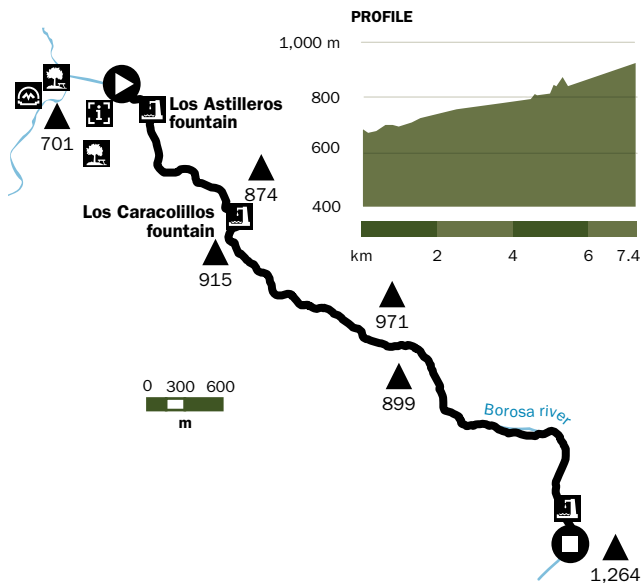 PROFILE
1,000 m
800
600
400
km
2
4
6
7.4
Los Astilleros
fountain
701
874
Los Caracolillos
fountain
915
971
0 300 600
m
899
Borosa river
1,264